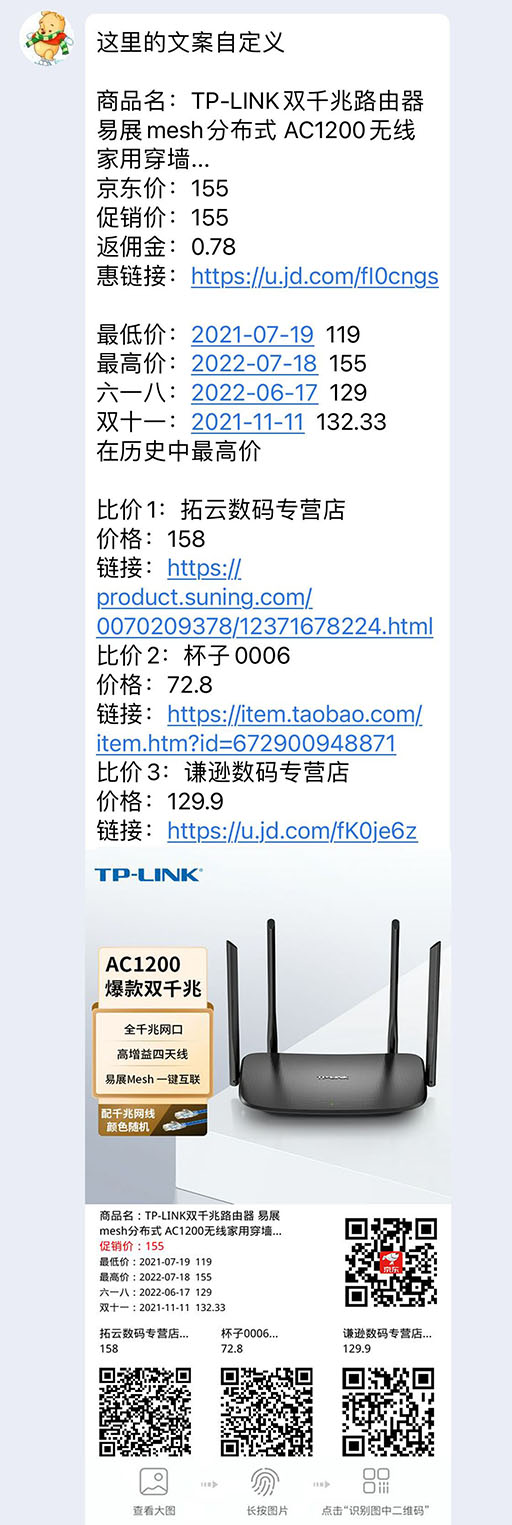 这里的文案自定义
商品名：TP-LINK双千兆路由器
易展mesh分布式 AC1200无线
家用穿墙...
京东价：155
促销价：155
返佣金：0.78
惠链接：https://u.jd.com/fI0cngs
最低价：2021-07-19 119
最高价：2022-07-18 155
六一八：2022-06-17 129
双十一：2021-11-11 132.33
在历史中最高价
比价1：拓云数码专营店
价格：158
链接：https://
product.suning.com/
0070209378/12371678224.html
比价2：杯子0006
价格：72.8
链接：https://item.taobao.com/
item.htm?id=672900948871
比价3：谦逊数码专营店
价格：129.9
链接：https://u.jd.com/fK0je6z
TP-LINK®
AC1200
爆款双千兆
全千兆网口
高增益四天线
易展Mesh 一键互联
配千兆网线
颜色随机
TP-LINK
商品名：TP-LINK双千兆路由器 易展
mesh分布式 AC1200无线家用穿墙...
促销价：155
最低价：2021-07-19 119
最高价：2022-07-18 155
六一八：2022-06-17 129
双十一：2021-11-11 132.33
京东
拓云数码专营店...
158
杯子0006...
72.8
谦逊数码专营店...
129.9
查看大图
长按图片
点击“识别图中二维码”